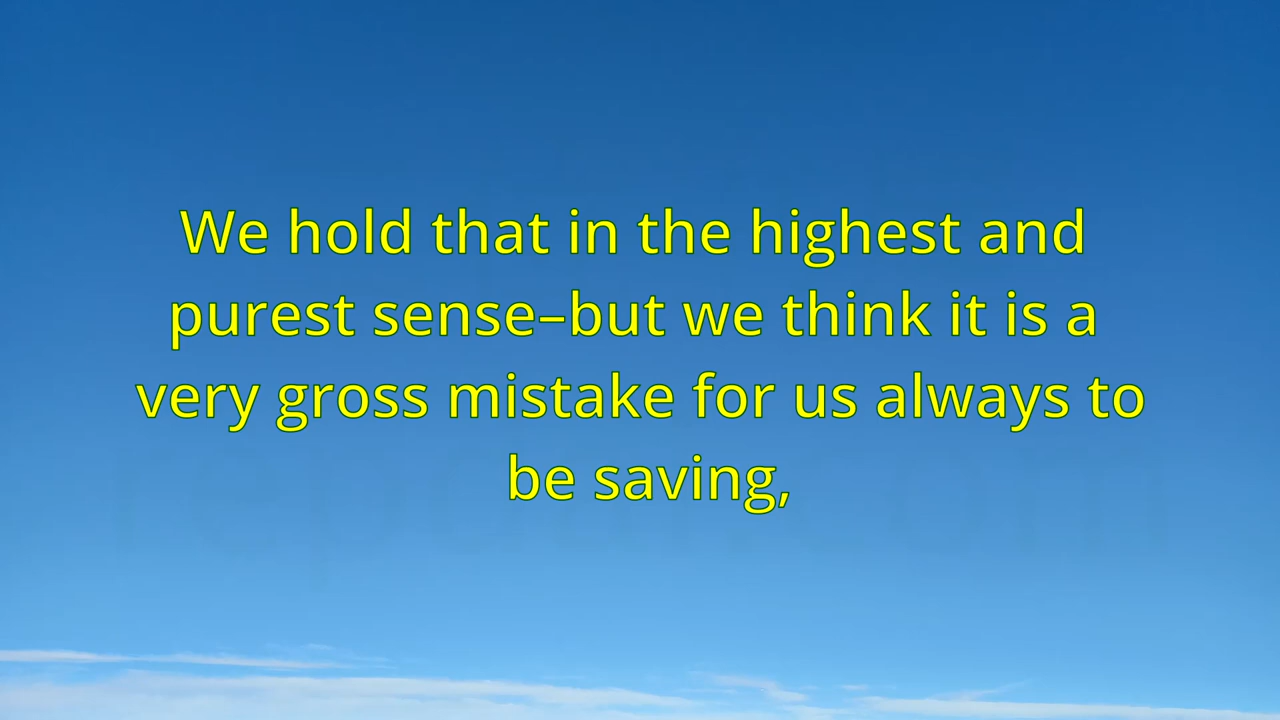 We hold that in the highest and
purest sense–but we think it is a
very gross mistake for us always to
be saving,